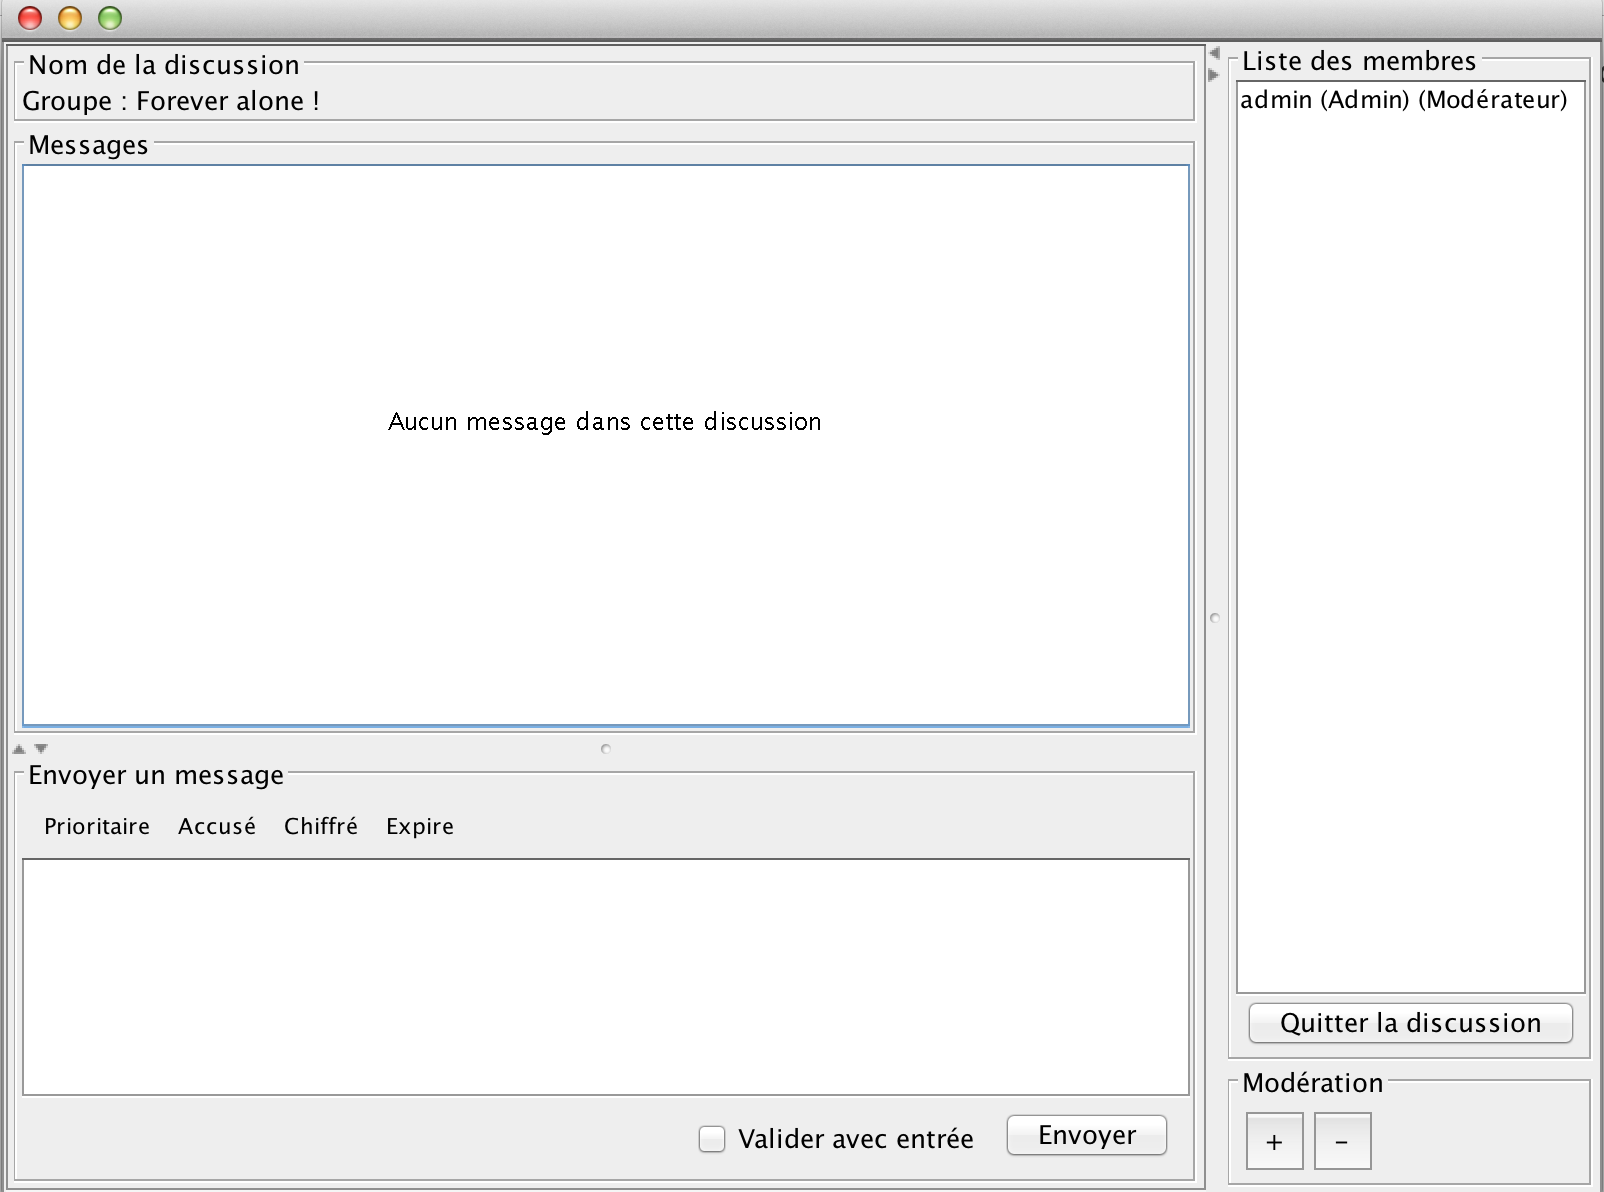 Nom de la discussion
Groupe : Forever alone !
Messages
Aucun message dans cette discussion
Envoyer un message
Prioritaire Accusé Chiffré Expire
Valider avec entrée
Envoyer
Liste des membres
admin (Admin) (Modérateur)
Quitter la discussion
Modération
+ -